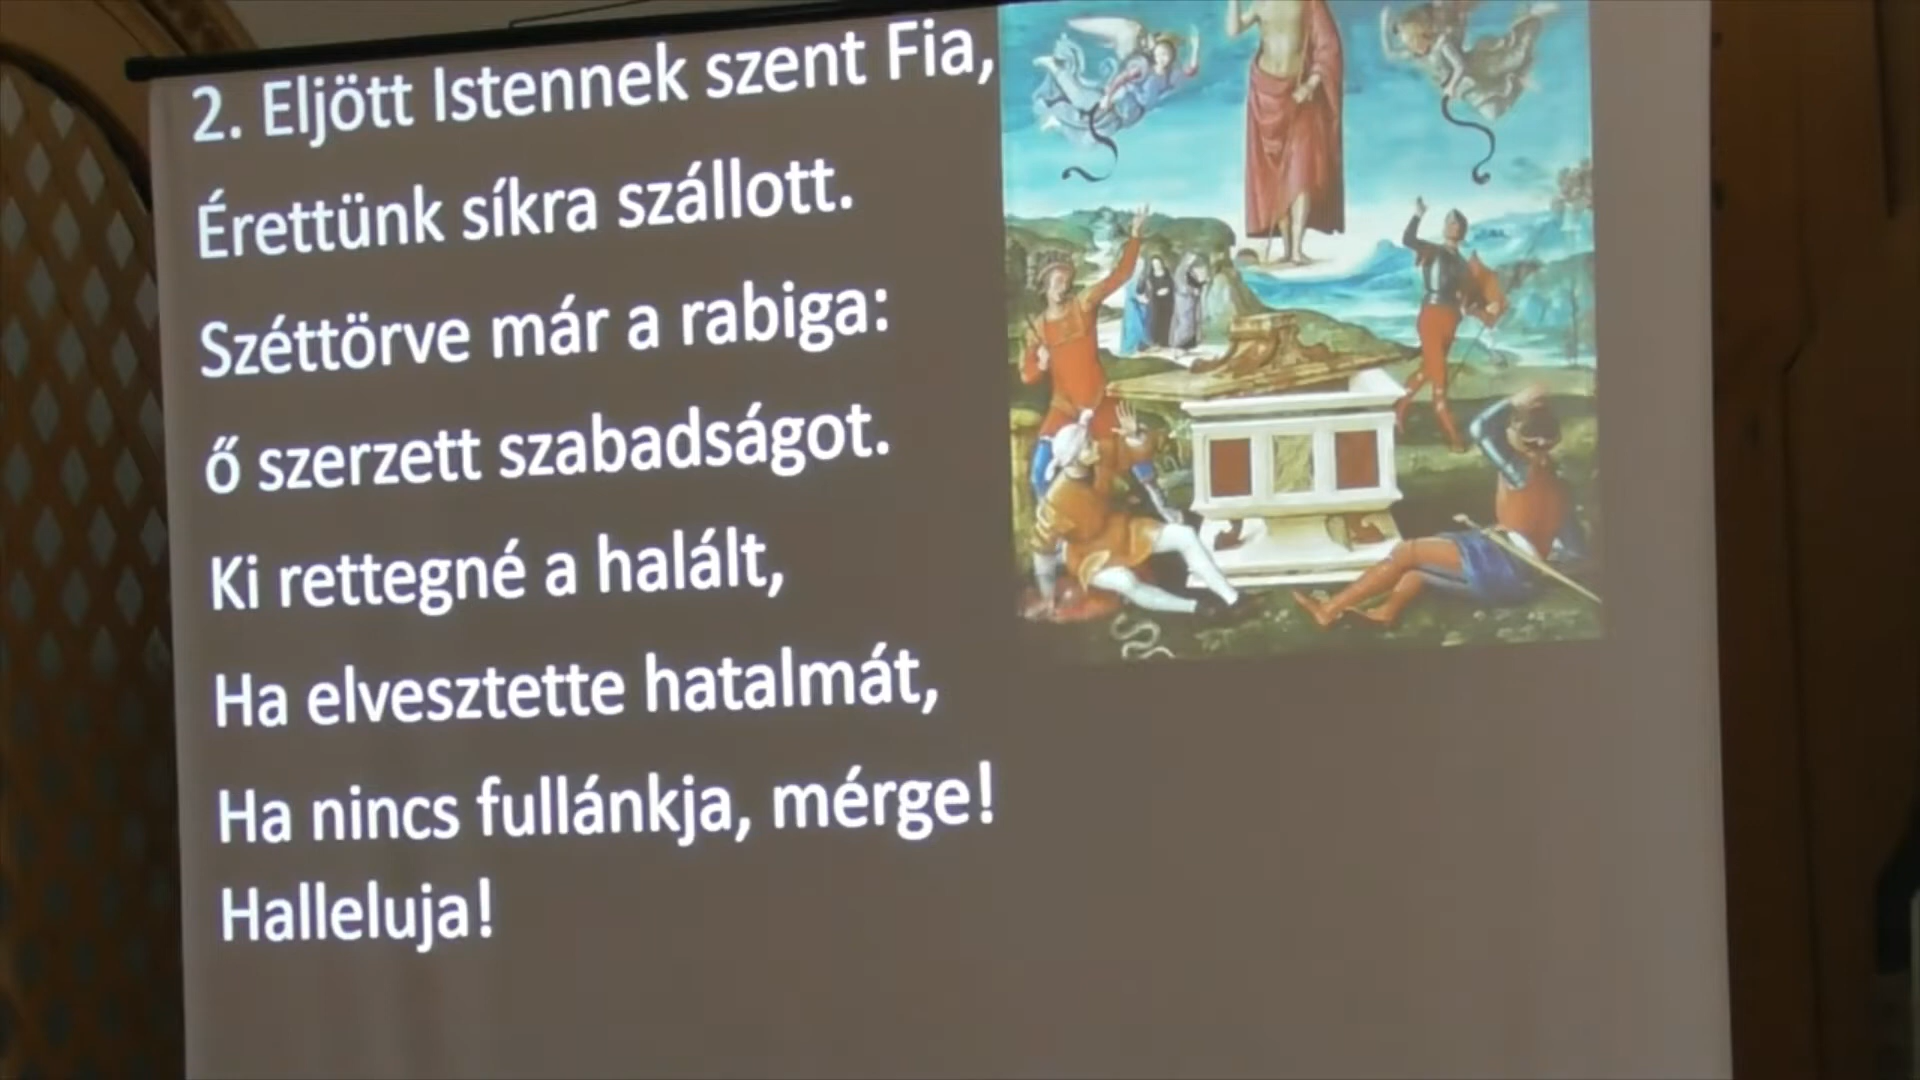 2. Eljött Istennek szent Fia,
Érettünk síkra szállott.
Széttörve már a rabiga:
ő szerzett szabadságot.
Ki rettegné a halált,
Ha elvesztette hatalmát,
Ha nincs fullánkja, mérge!
Halleluja!